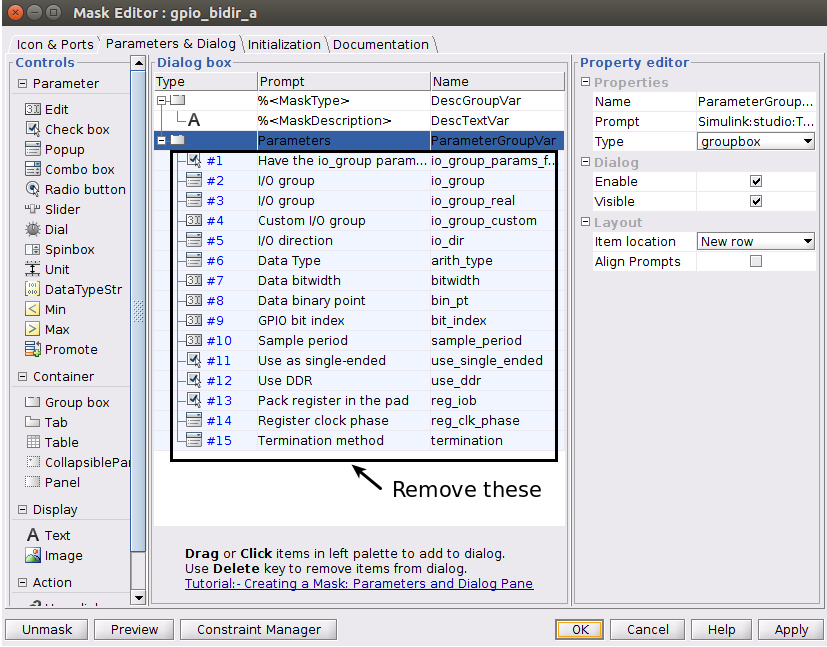 Mask Editor : gpio_bidir_a
Icon & Ports
Parameters & Dialog
Initialization
Documentation
Controls
Parameter
Edit
Check box
Popup
Combo box
Radio button
Slider
Dial
Spinbox
Unit
DataTypeStr
Min
Max
Promote
Container
Group box
Tab
Table
CollapsiblePan
Panel
Display
A Text
Image
Action
Dialog box
Type Prompt Name
%<MaskType> DescGroupVar
A %<MaskDescription> DescTextVar
Parameters ParameterGroupVar
#1 Have the io_group param... io_group_params_f...
#2 I/O group io_group
#3 I/O group io_group_real
#4 Custom I/O group io_group_custom
#5 I/O direction io_dir
#6 Data Type arith_type
#7 Data bitwidth bitwidth
#8 Data binary point bin_pt
#9 GPIO bit index bit_index
#10 Sample period sample_period
#11 Use as single-ended use_single_ended
#12 Use DDR use_ddr
#13 Pack register in the pad reg_iob
#14 Register clock phase reg_clk_phase
#15 Termination method termination
Remove these
Drag or Click items in left palette to add to dialog.
Use Delete key to remove items from dialog.
Tutorial:- Creating a Mask: Parameters and Dialog Pane
Property editor
Properties
Name ParameterGroup...
Prompt Simulink:studio:T...
Type groupbox
Dialog
Enable
Visible
Layout
Item location New row
Align Prompts
Unmask
Preview
Constraint Manager
OK
Cancel
Help
Apply